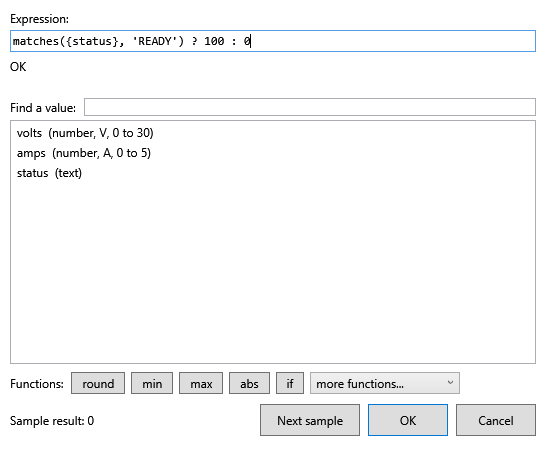 Expression:
matches({status}, 'READY') ? 100 : 0
OK
Find a value:
volts (number, V, 0 to 30)
amps (number, A, 0 to 5)
status (text)
Functions: round min max abs if more functions...
Sample result: 0 Next sample OK Cancel